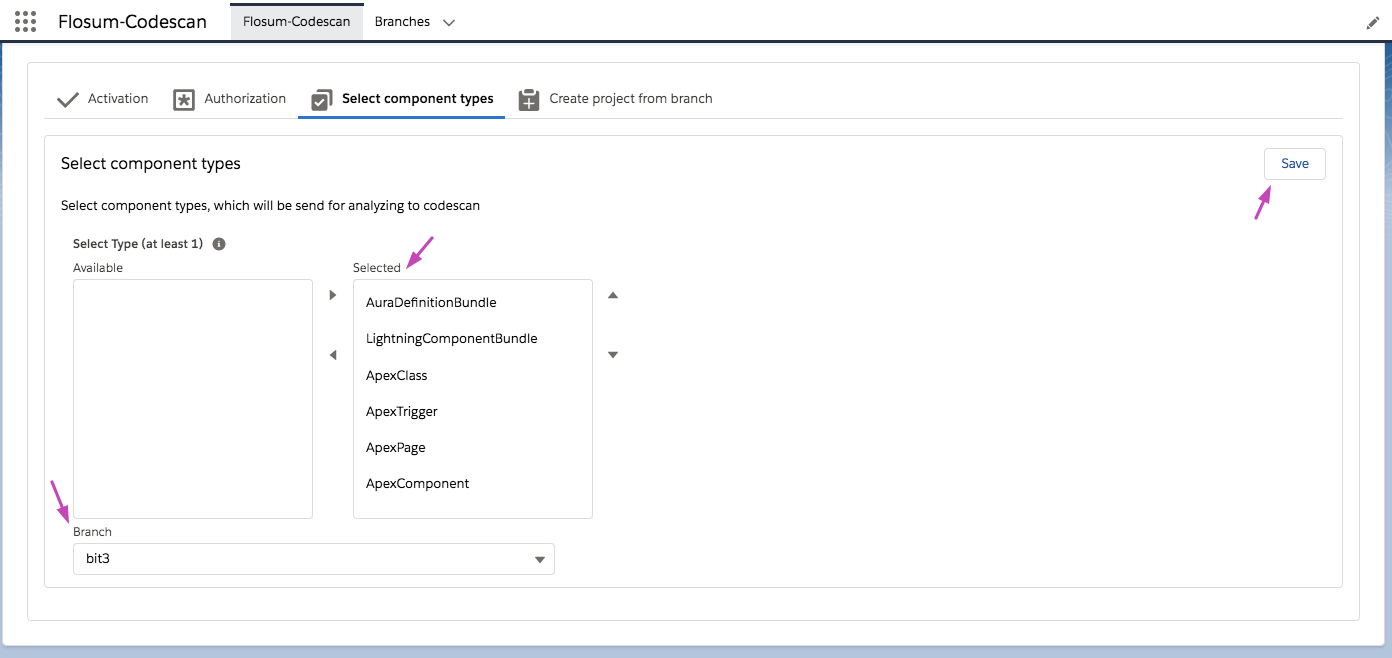 Flosum-Codescan Flosum-Codescan Branches
Activation Authorization Select component types Create project from branch
Select component types Save
Select component types, which will be send for analyzing to codescan
Select Type (at least 1)
Available Selected
AuraDefinitionBundle
LightningComponentBundle
ApexClass
ApexTrigger
ApexPage
ApexComponent
Branch
bit3